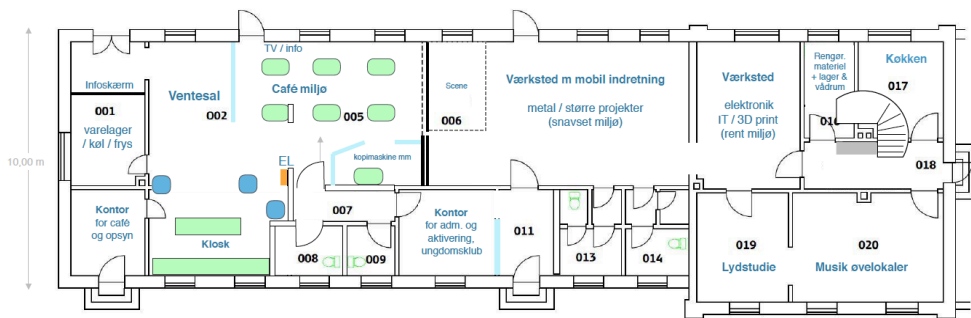 TV / info
Infoskærm
001
varelager
/ køl / frys
Ventesal
002
Café miljø
005
Scene
006
Værksted m mobil indretning
metal / større projekter
(snavset miljø)
Værksted
elektronik
IT / 3D print
(rent miljø)
Rengør.
materiel
+ lager &
vådrum
Køkken
017
018
10,00 m
EL
kopimaskine mm
Kontor
for café
og opsyn
Klosk
007
008
009
Kontor
for adm. og
aktivering,
ungdomsklub
011
013
014
019
Lydstudie
020
Musik øvelokaler